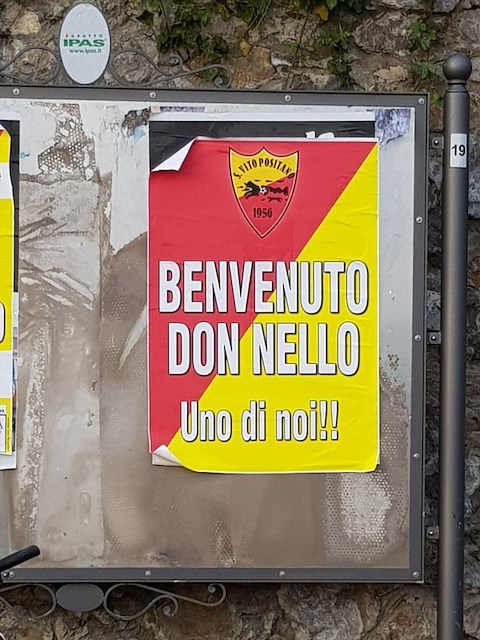 IPAS
www.ipas.it
19
S. VITO POSITANO
1956
BENVENUTO
DON NELLO
Uno di noi!!